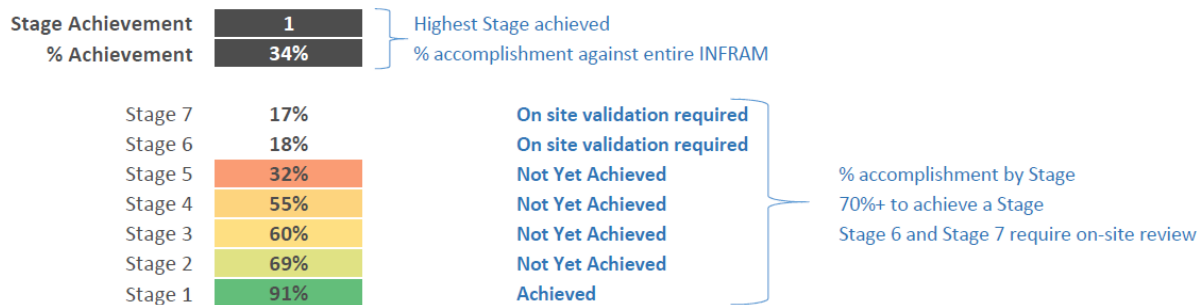 Stage Achievement 1 Highest Stage achieved
% Achievement 34% % accomplishment against entire INFRAM
Stage 7 17% On site validation required
Stage 6 18% On site validation required
Stage 5 32% Not Yet Achieved % accomplishment by Stage
Stage 4 55% Not Yet Achieved 70%+ to achieve a Stage
Stage 3 60% Not Yet Achieved Stage 6 and Stage 7 require on-site review
Stage 2 69% Not Yet Achieved
Stage 1 91% Achieved